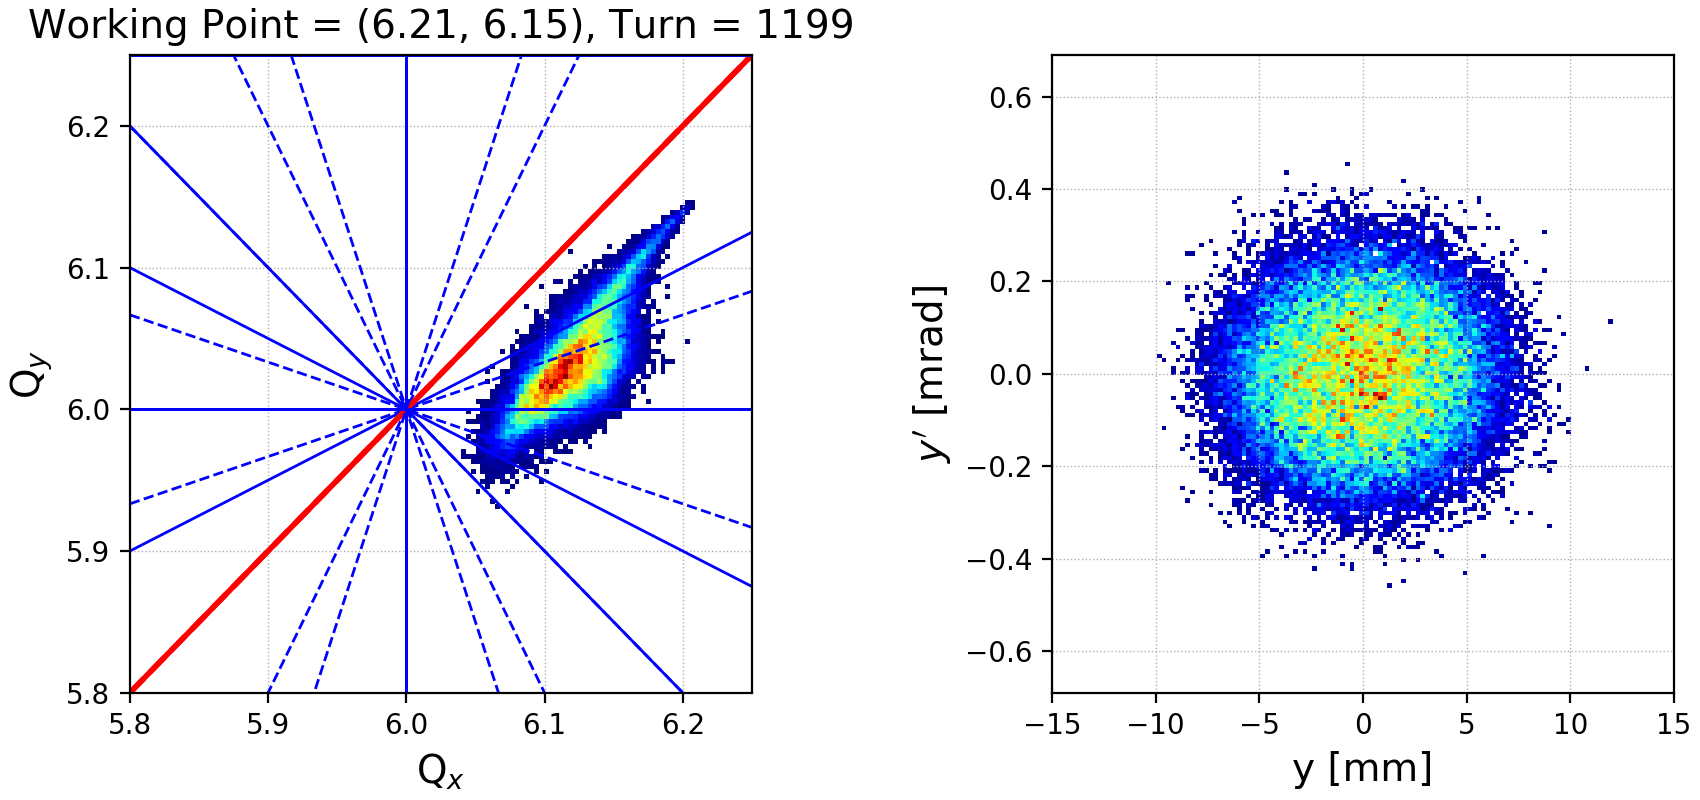 Working Point = (6.21, 6.15), Turn = 1199
6.2
6.1
6.0
5.9
5.8
Q_y
5.8 5.9 6.0 6.1 6.2
Q_x
0.6
0.4
0.2
0.0
−0.2
−0.4
−0.6
y′ [mrad]
−15 −10 −5 0 5 10 15
y [mm]